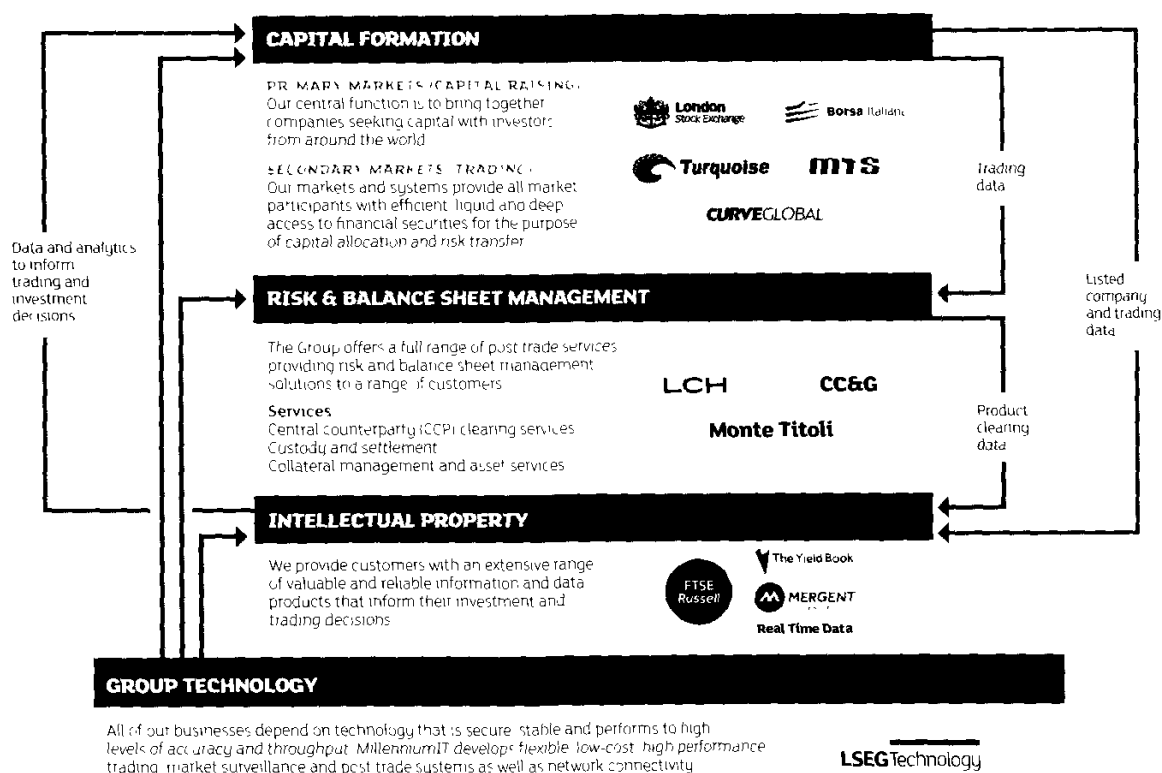 CAPITAL FORMATION
PRIMARY MARKETS (CAPITAL RAISING)
Our central function is to bring together
companies seeking capital with investors
from around the world
SECONDARY MARKETS (TRADING)
Our markets and systems provide all market
participants with efficient, liquid and deep
access to financial securities for the purpose
of capital allocation and risk transfer
London
Stock Exchange
Borsa Italiana
Turquoise
MTS
CURVEGLOBAL
Trading
data
Data and analytics
to inform
trading and
investment
decisions
Listed
company
and trading
data
RISK & BALANCE SHEET MANAGEMENT
The Group offers a full range of post trade services
providing risk and balance sheet management
solutions to a range of customers
Services
Central counterparty (CCP) clearing services
Custody and settlement
Collateral management and asset services
LCH
CC&G
Monte Titoli
Product
clearing
data
INTELLECTUAL PROPERTY
We provide customers with an extensive range
of valuable and reliable information and data
products that inform their investment and
trading decisions
FTSE
Russell
The Yield Book
MERGENT
Real Time Data
GROUP TECHNOLOGY
All of our businesses depend on technology that is secure, stable and performs to high
levels of accuracy and throughput. MillenniumIT develops flexible, low-cost, high performance
trading, market surveillance and post trade systems as well as network connectivity
LSEGTechnology